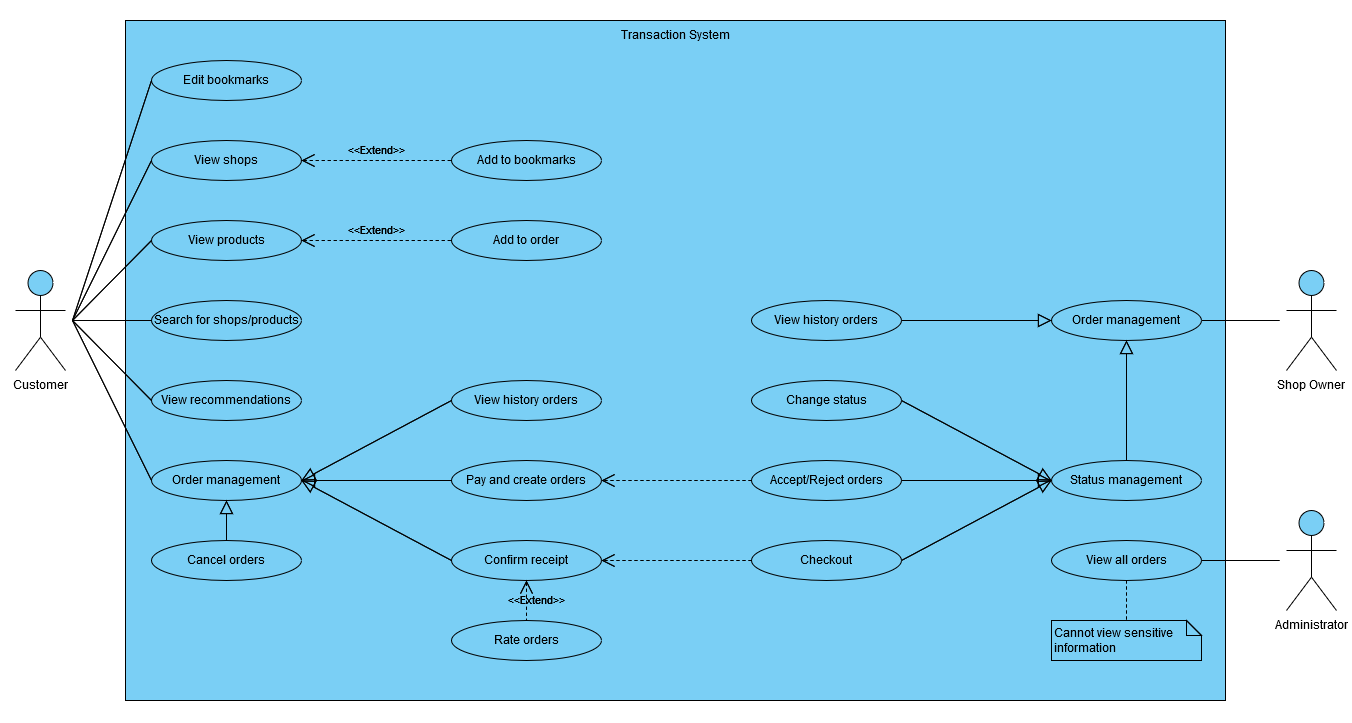 Transaction System
Edit bookmarks
View shops
<<Extend>>
Add to bookmarks
View products
<<Extend>>
Add to order
Search for shops/products
View history orders
Order management
Customer
Shop Owner
View recommendations
View history orders
Change status
Order management
Pay and create orders
Accept/Reject orders
Status management
Cancel orders
Confirm receipt
Checkout
View all orders
<<Extend>>
Rate orders
Cannot view sensitive
information
Administrator